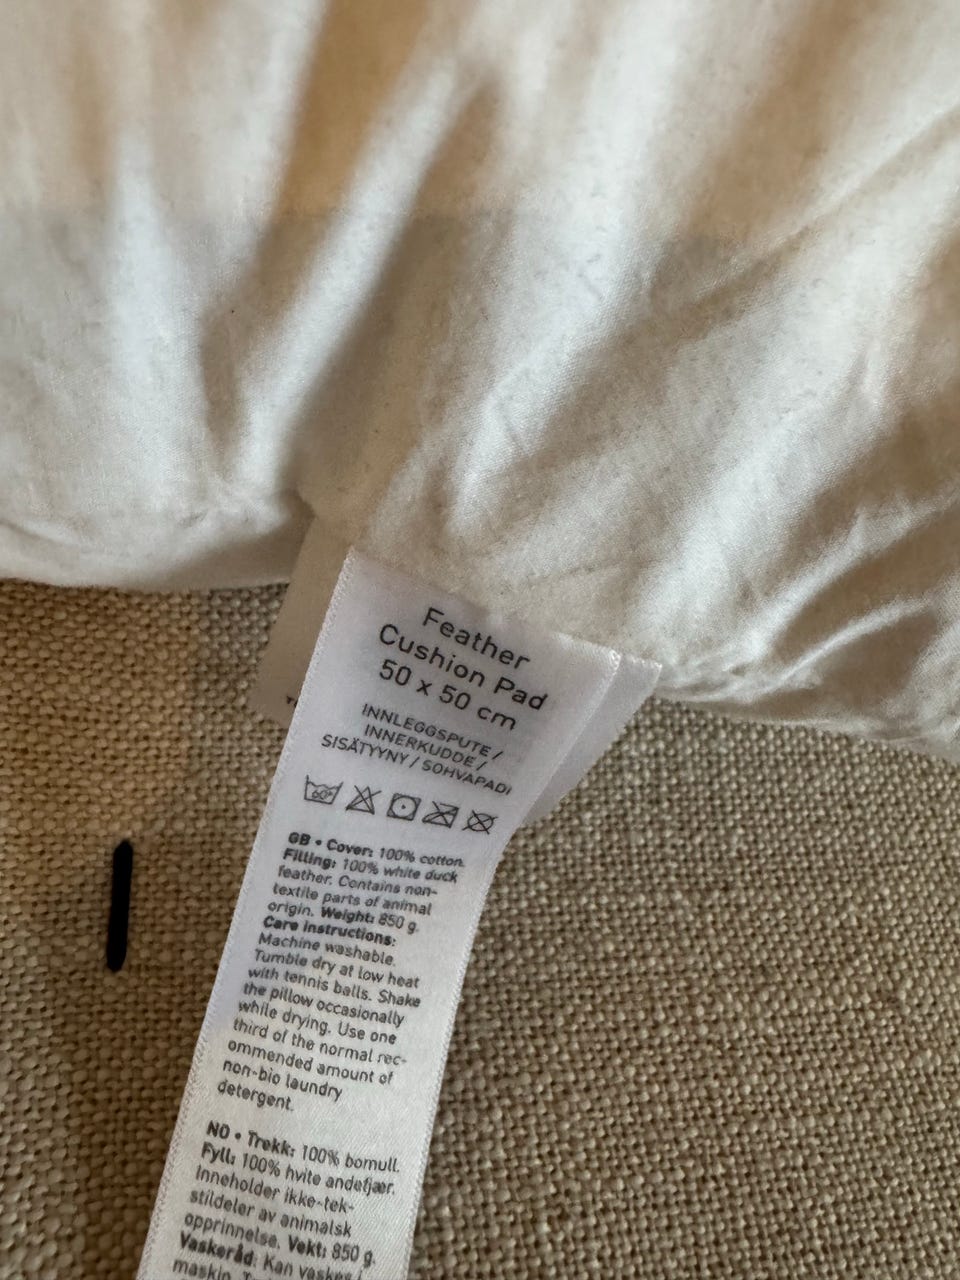 Feather
Cushion Pad
50 x 50 cm
INNLEGGSPUTE /
INNERKUDDE /
SISÄTYYNY / SOHVAPADI
60°
GB • Cover: 100% cotton.
Filling: 100% white duck
feather. Contains non-
textile parts of animal
origin. Weight: 850 g.
Care instructions:
Machine washable.
Tumble dry at low heat
with tennis balls. Shake
the pillow occasionally
while drying. Use one
third of the normal rec-
ommended amount of
non-bio laundry
detergent.
NO • Trekk: 100% bomull.
Fyll: 100% hvite andefjær.
Inneholder ikke-tek-
stildeler av animalsk
opprinnelse. Vekt: 850 g.
Vaskeråd: Kan vaskes i
maskin.